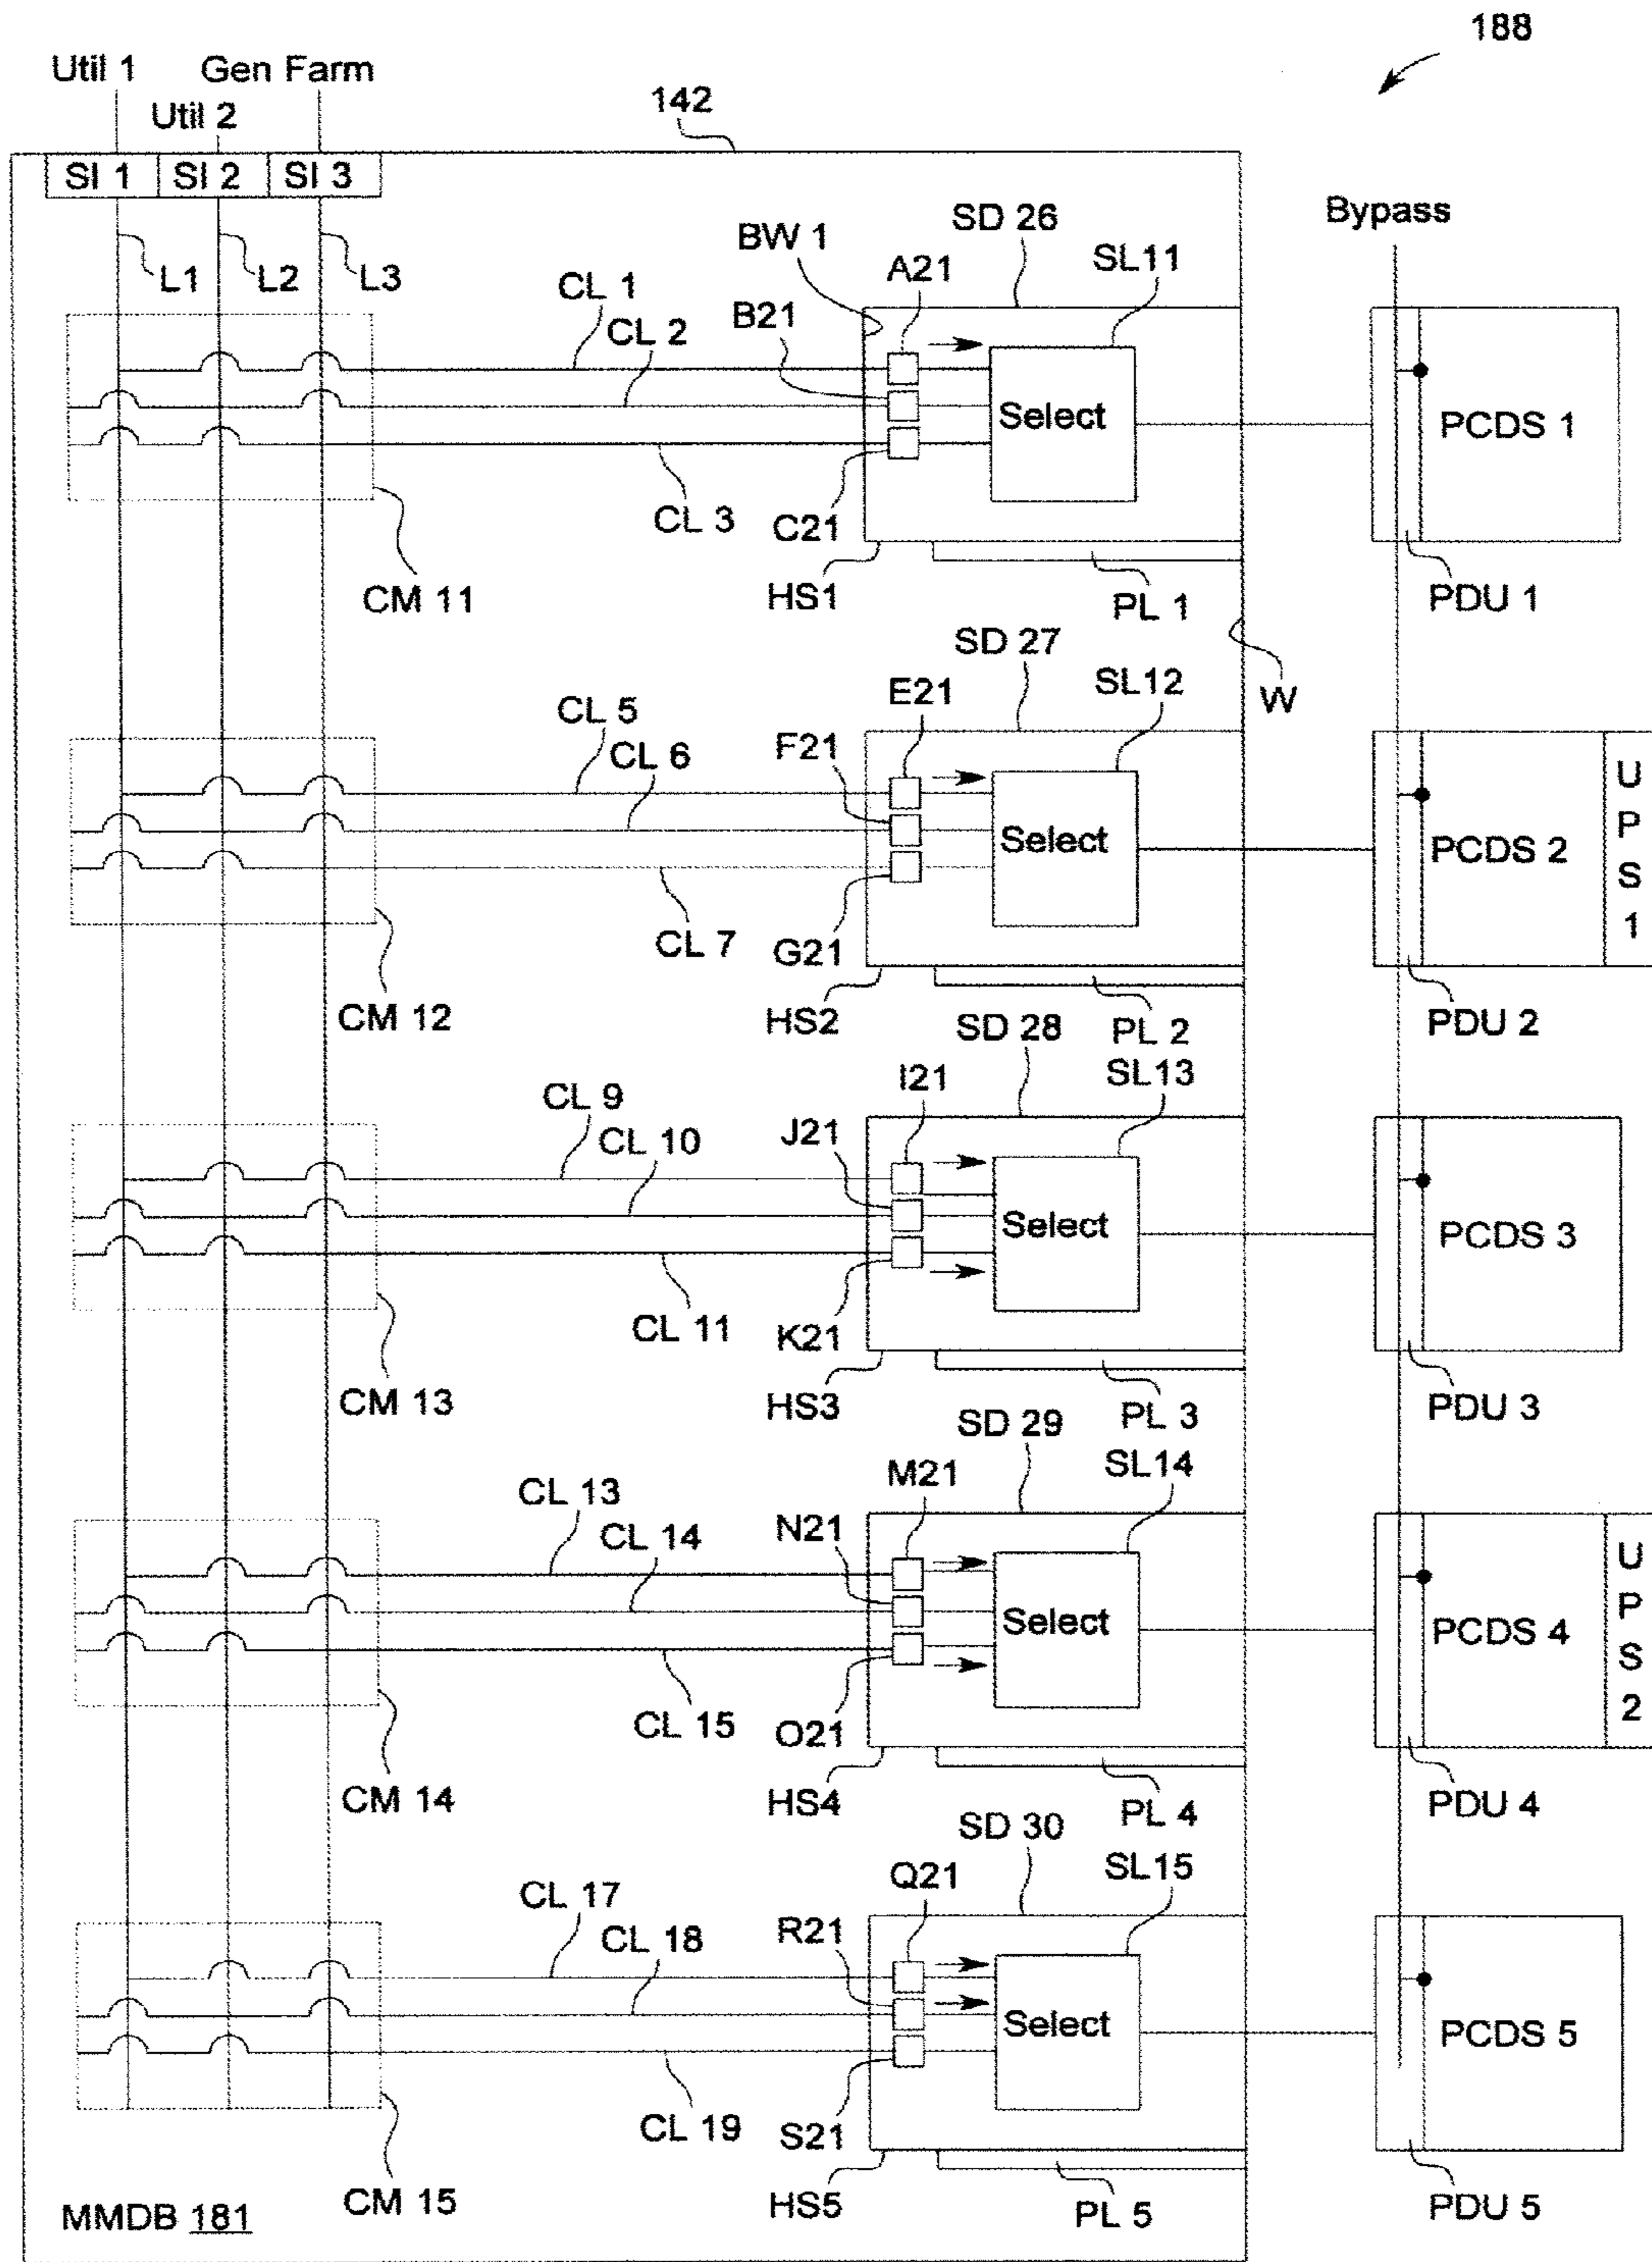 188
Util 1
Gen Farm
Util 2
142
SI 1
SI 2
SI 3
L1
L2
L3
Bypass
BW 1
SD 26
A21
SL11
CL 1
CL 2
B21
Select
PCDS 1
CL 3
C21
CM 11
HS1
PL 1
PDU 1
W
SD 27
E21
SL12
CL 5
CL 6
F21
Select
PCDS 2
U
P
S
1
CL 7
G21
CM 12
HS2
PL 2
PDU 2
SD 28
I21
SL13
CL 9
CL 10
J21
Select
PCDS 3
CL 11
K21
CM 13
HS3
PL 3
PDU 3
SD 29
M21
SL14
CL 13
CL 14
N21
Select
PCDS 4
U
P
S
2
CL 15
O21
CM 14
HS4
PL 4
PDU 4
SD 30
Q21
SL15
CL 17
CL 18
R21
Select
PCDS 5
CL 19
S21
CM 15
HS5
PL 5
PDU 5
MMDB 181